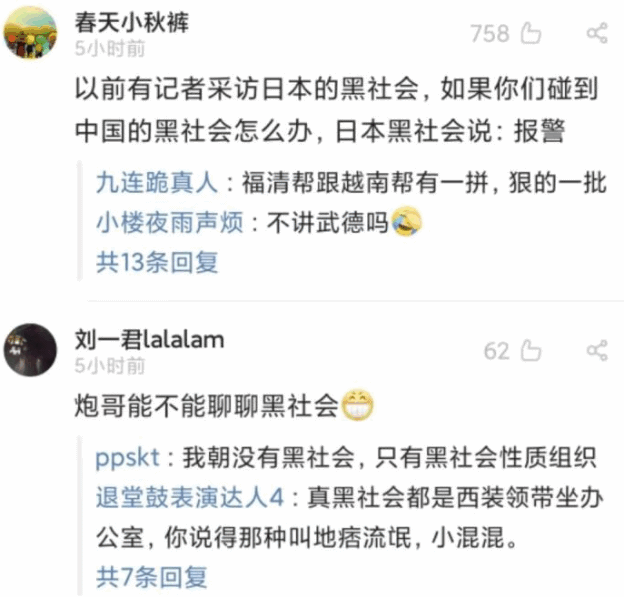 春天小秋裤
758
5小时前
以前有记者采访日本的黑社会，如果你们碰到
中国的黑社会怎么办，日本黑社会说：报警
九连跪真人：福清帮跟越南帮有一拼，狠的一批
小楼夜雨声烦：不讲武德吗🤣
共13条回复
刘一君lalalam
62
5小时前
炮哥能不能聊聊黑社会😁
ppskt：我朝没有黑社会，只有黑社会性质组织
退堂鼓表演达人4：真黑社会都是西装领带坐办
公室，你说得那种叫地痞流氓，小混混。
共7条回复